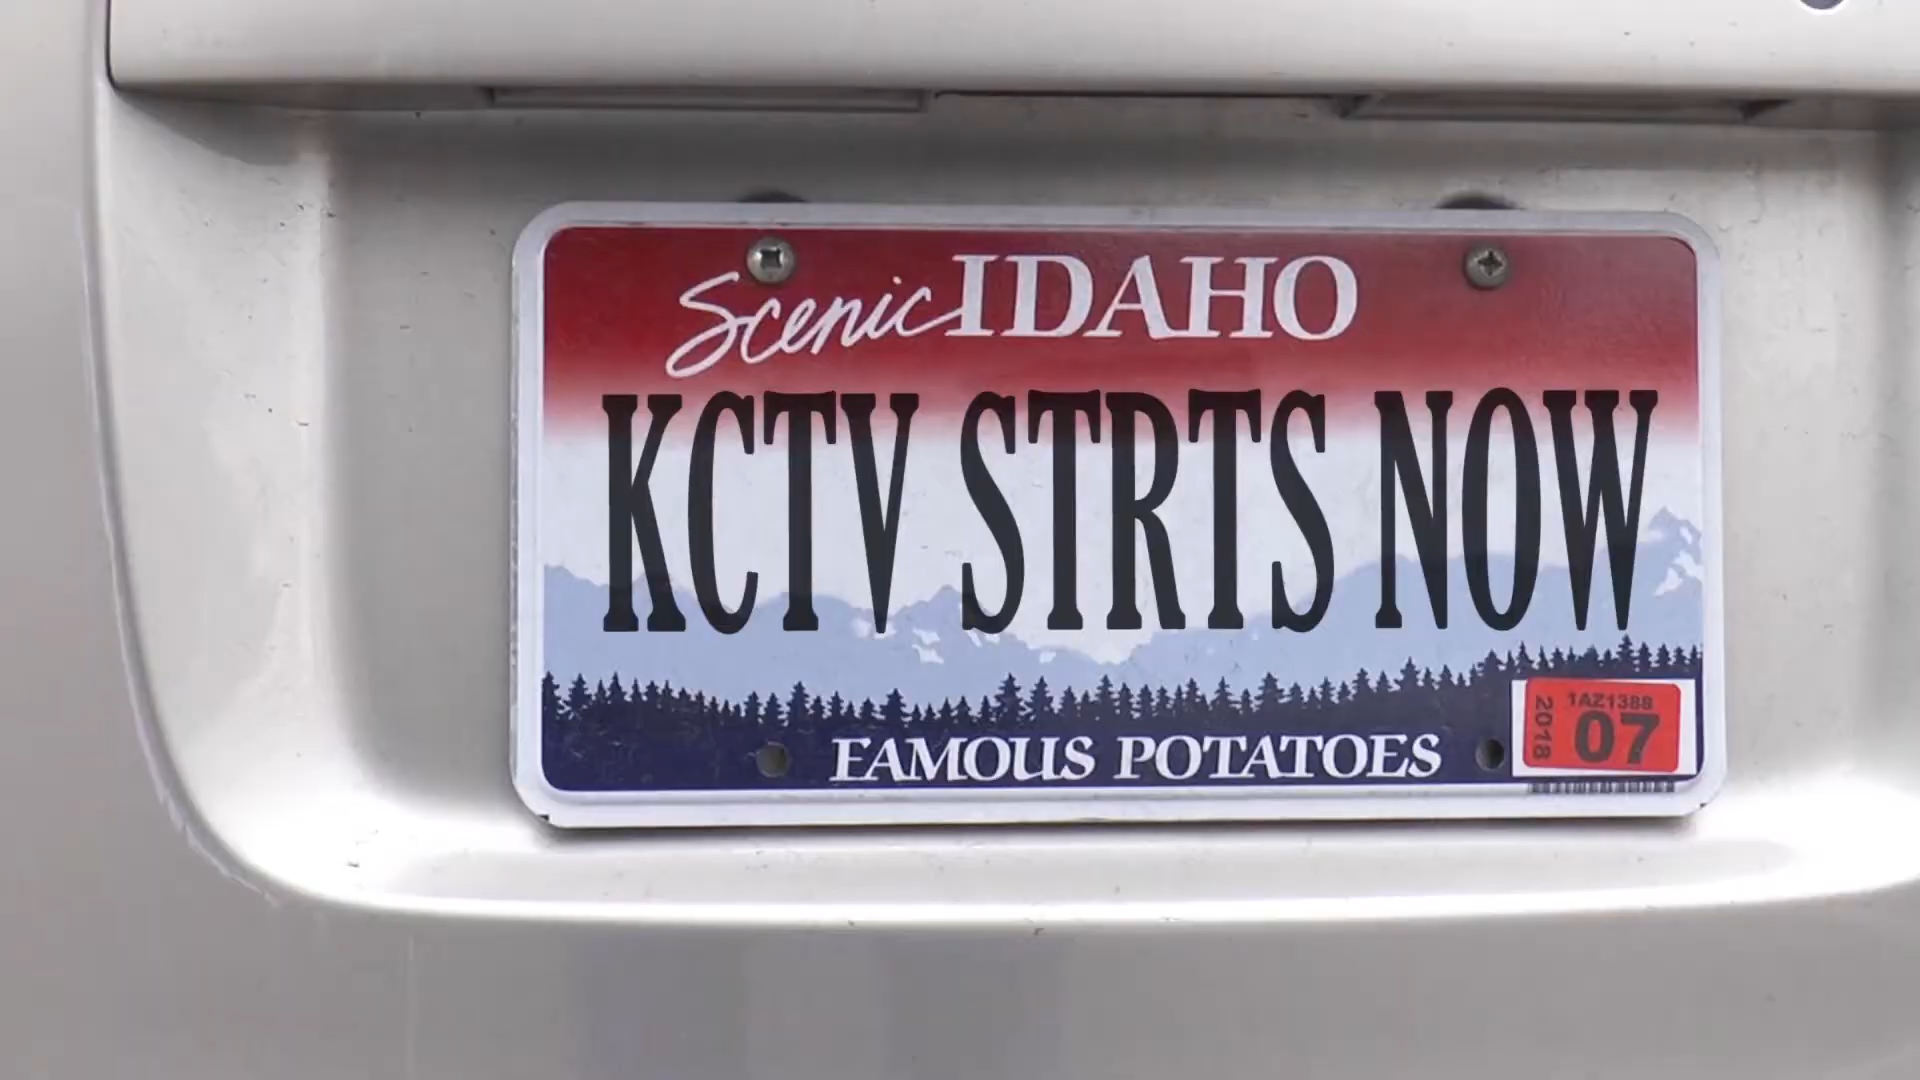 Scenic IDAHO
KCTV STRTS NOW
1AZ1388
2018
07
FAMOUS POTATOES